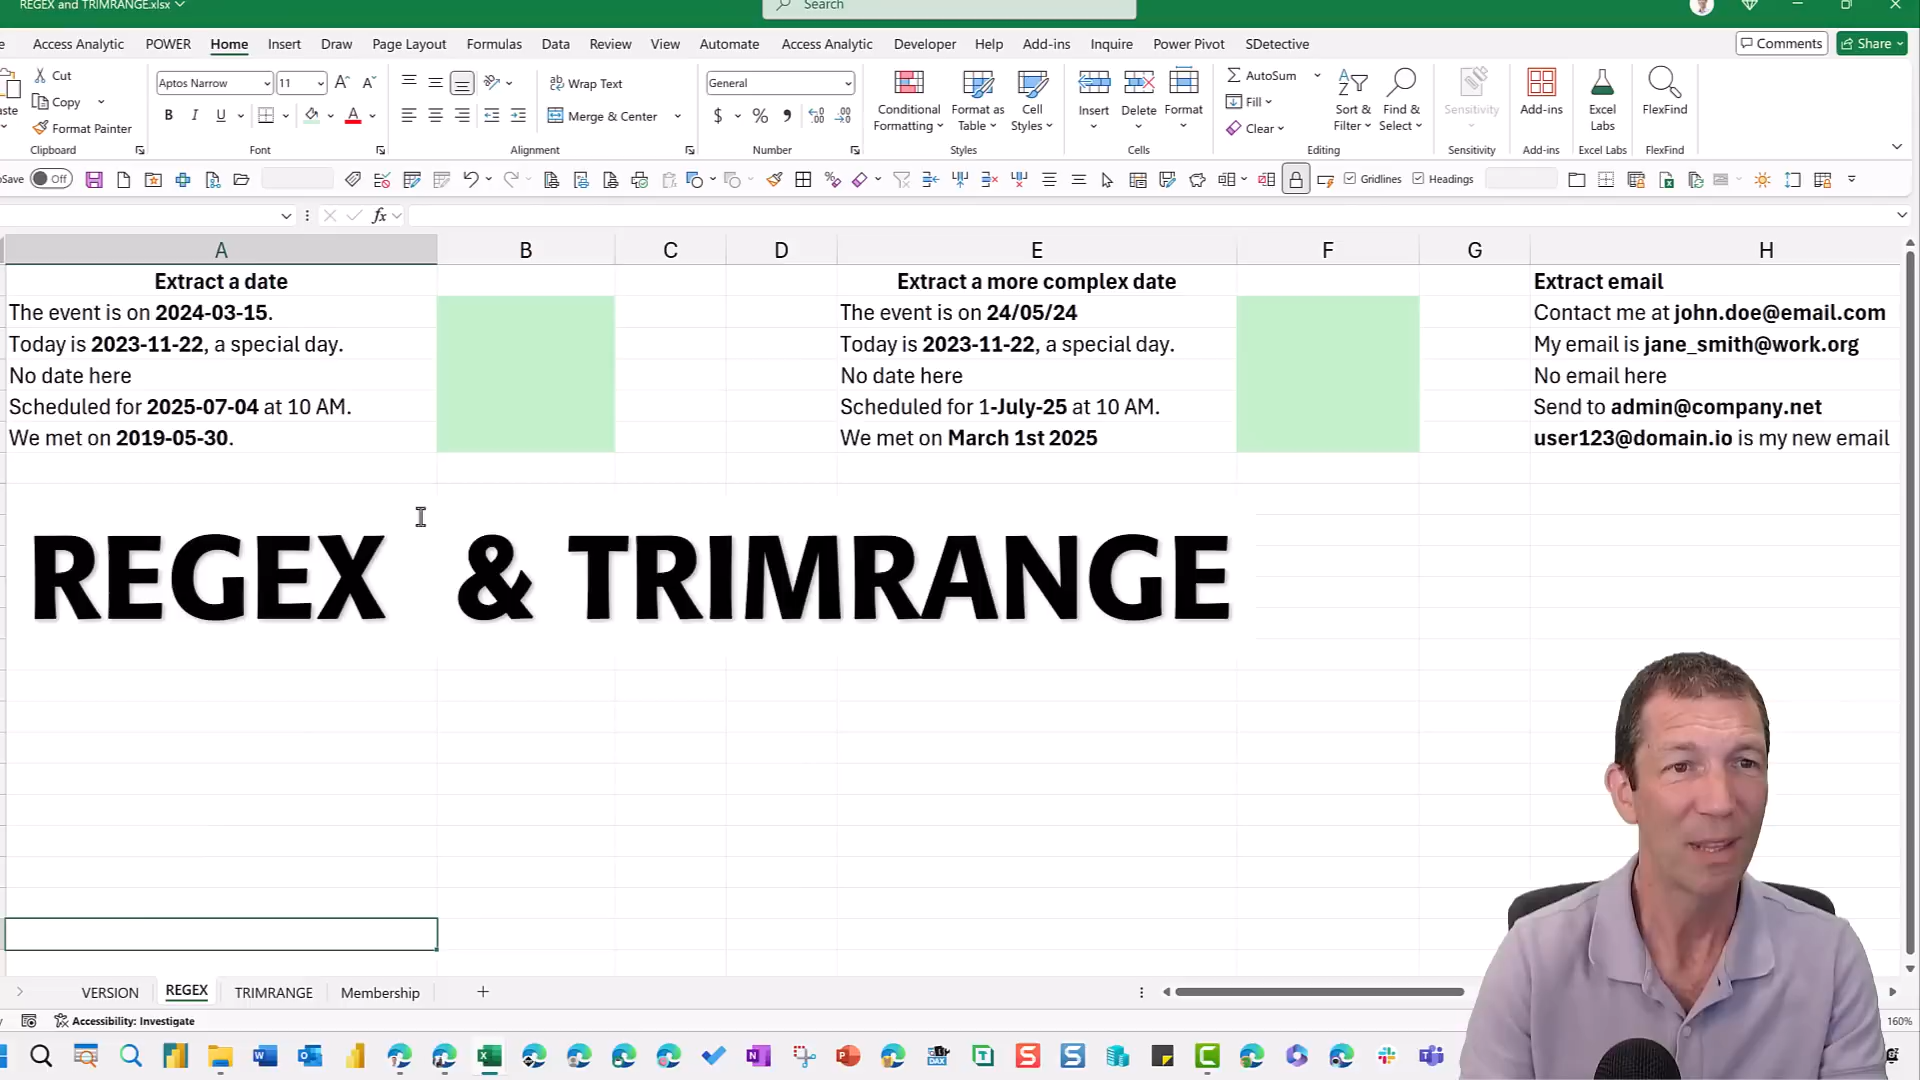 REGEX and TRIMRANGE.xlsx
Search
Access Analytic POWER Home Insert Draw Page Layout Formulas Data Review View Automate Access Analytic Developer Help Add-ins Inquire Power Pivot SDetective Comments Share
Cut
Copy
Format Painter
Clipboard
Aptos Narrow 11
B I U
Font
Wrap Text
Merge & Center
Alignment
General
$ %
Number
Conditional Formatting
Format as Table
Cell Styles
Styles
Insert
Delete
Format
Cells
AutoSum
Fill
Clear
Sort & Filter
Find & Select
Editing
Sensitivity
Sensitivity
Add-ins
Add-ins
Excel Labs
Excel Labs
FlexFind
FlexFind
Save Off Gridlines Headings
fx
A B C D E F G H
Extract a date Extract a more complex date Extract email
The event is on 2024-03-15. The event is on 24/05/24 Contact me at john.doe@email.com
Today is 2023-11-22, a special day. Today is 2023-11-22, a special day. My email is jane_smith@work.org
No date here No date here No email here
Scheduled for 2025-07-04 at 10 AM. Scheduled for 1-July-25 at 10 AM. Send to admin@company.net
We met on 2019-05-30. We met on March 1st 2025 user123@domain.io is my new email
REGEX & TRIMRANGE
VERSION REGEX TRIMRANGE Membership
Accessibility: Investigate
160%